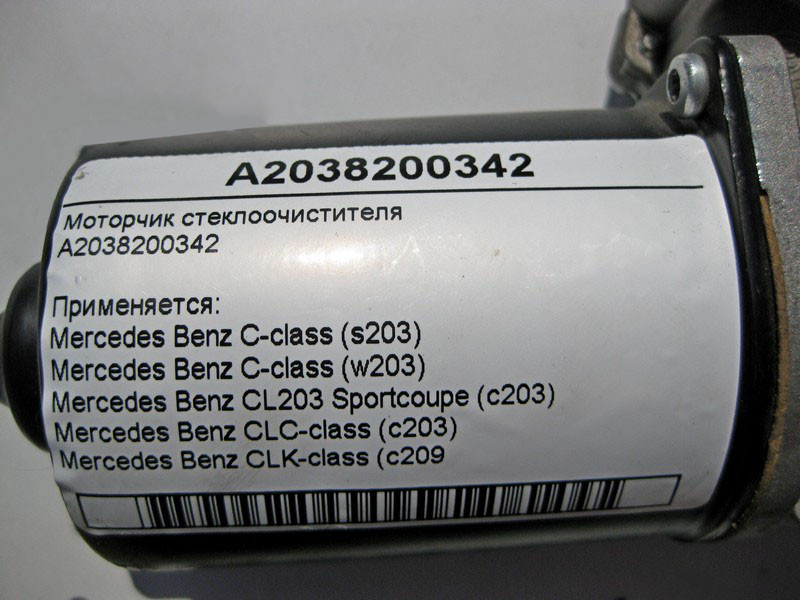 A2038200342
Моторчик стеклоочистителя
A2038200342
Применяется:
Mercedes Benz C-class (s203)
Mercedes Benz C-class (w203)
Mercedes Benz CL203 Sportcoupe (c203)
Mercedes Benz CLC-class (c203)
Mercedes Benz CLK-class (c209